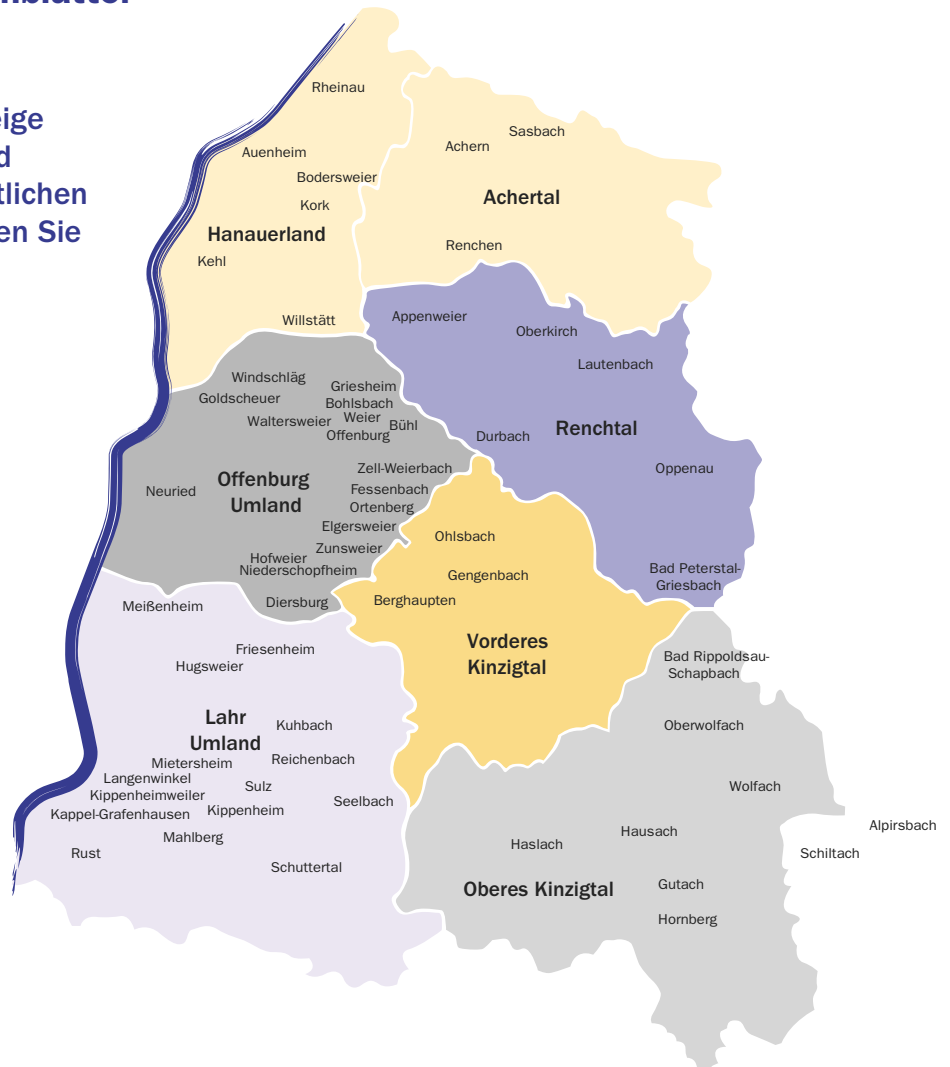 Rheinau
eige
Sasbach
Achern
Auenheim
Bodersweier
tlichen
Achertal
Kork
en Sie
Hanauerland
Renchen
Kehl
Willstätt
Appenweier
Oberkirch
Lautenbach
Windschläg
Griesheim
Goldscheuer
Bohlsbach
Waltersweier
Weier
Bühl
Offenburg
Durbach
Renchtal
Zell-Weierbach
Oppenau
Offenburg
Umland
Neuried
Fessenbach
Ortenberg
Elgersweier
Ohlsbach
Zunsweier
Hofweier
Niederschopfheim
Gengenbach
Bad Peterstal-
Griesbach
Diersburg
Berghaupten
Meißenheim
Vorderes
Kinzigtal
Friesenheim
Hugsweier
Bad Rippoldsau-
Schapbach
Lahr
Umland
Kuhbach
Oberwolfach
Mietersheim
Reichenbach
Langenwinkel
Sulz
Wolfach
Kippenheimweiler
Seelbach
Kappel-Grafenhausen
Kippenheim
Alpirsbach
Mahlberg
Hausach
Haslach
Rust
Schiltach
Schuttertal
Gutach
Oberes Kinzigtal
Hornberg